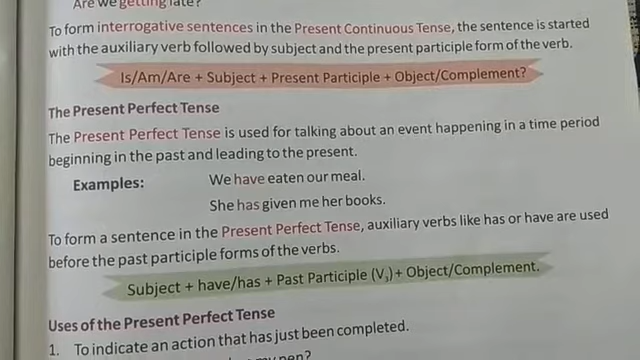 Are we getting late?
To form interrogative sentences in the Present Continuous Tense, the sentence is started
with the auxiliary verb followed by subject and the present participle form of the verb.
Is/Am/Are + Subject + Present Participle + Object/Complement?
The Present Perfect Tense
The Present Perfect Tense is used for talking about an event happening in a time period
beginning in the past and leading to the present.
Examples: We have eaten our meal.
She has given me her books.
To form a sentence in the Present Perfect Tense, auxiliary verbs like has or have are used
before the past participle forms of the verbs.
Subject + have/has + Past Participle (V₃) + Object/Complement.
Uses of the Present Perfect Tense
1. To indicate an action that has just been completed.
my pen?